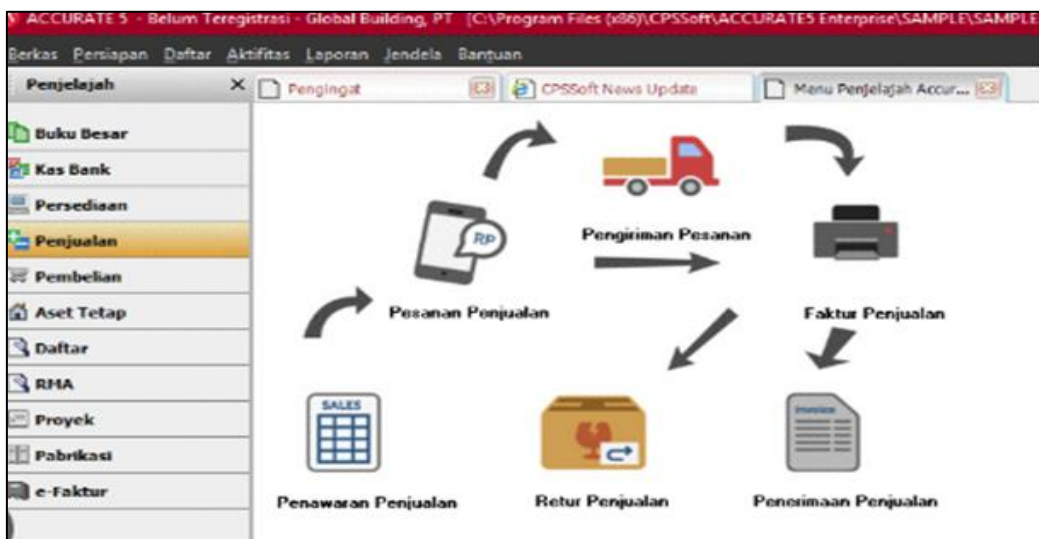 ACCURATE 5 - Belum Teregistrasi - Global Building, PT [C:\Program Files (x86)\CPSSoft\ACCURATE5 Enterprise\SAMPLE\SAMPLE
Berkas Persiapan Daftar Aktifitas Laporan Jendela Bantuan
Penjelajah
Pengingat
CPSSoft News Update
Menu Penjelajah Accur...
Buku Besar
Kas Bank
Persediaan
Penjualan
Pembelian
Aset Tetap
Daftar
RMA
Proyek
Pabrikasi
e-Faktur
Pengiriman Pesanan
RP
Pesanan Penjualan
Faktur Penjualan
SALES
Invoice
Penawaran Penjualan
Retur Penjualan
Penerimaan Penjualan